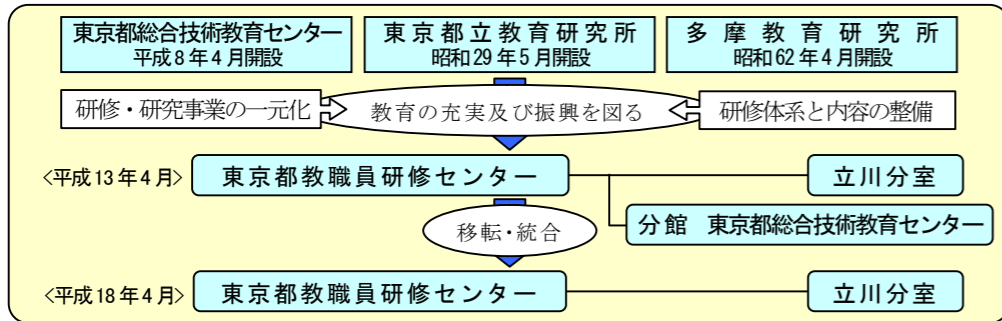 東京都総合技術教育センター
平成8年4月開設
東京都立教育研究所
昭和29年5月開設
多摩教育研究所
昭和62年4月開設
研修・研究事業の一元化
教育の充実及び振興を図る
研修体系と内容の整備
<平成13年4月>
東京都教職員研修センター
立川分室
分館 東京都総合技術教育センター
移転・統合
<平成18年4月>
東京都教職員研修センター
立川分室